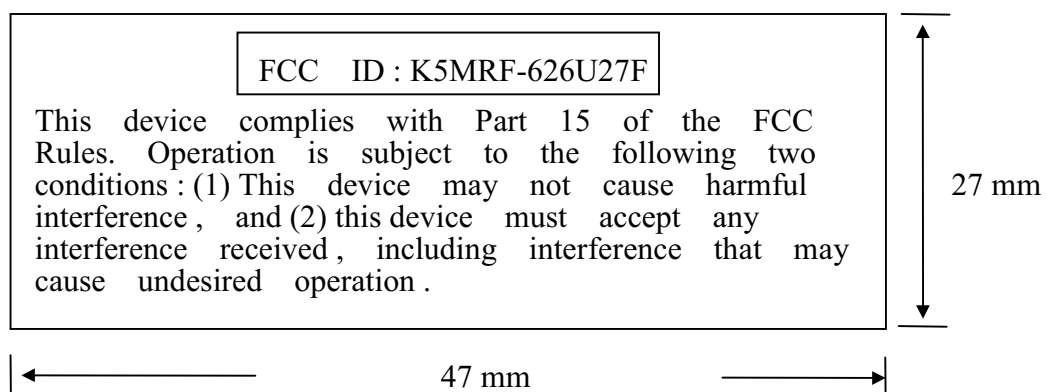 FCC ID : K5MRF-626U27F
This device complies with Part 15 of the FCC
Rules. Operation is subject to the following two
conditions : (1) This device may not cause harmful
interference , and (2) this device must accept any
interference received , including interference that may
cause undesired operation .
27 mm
47 mm